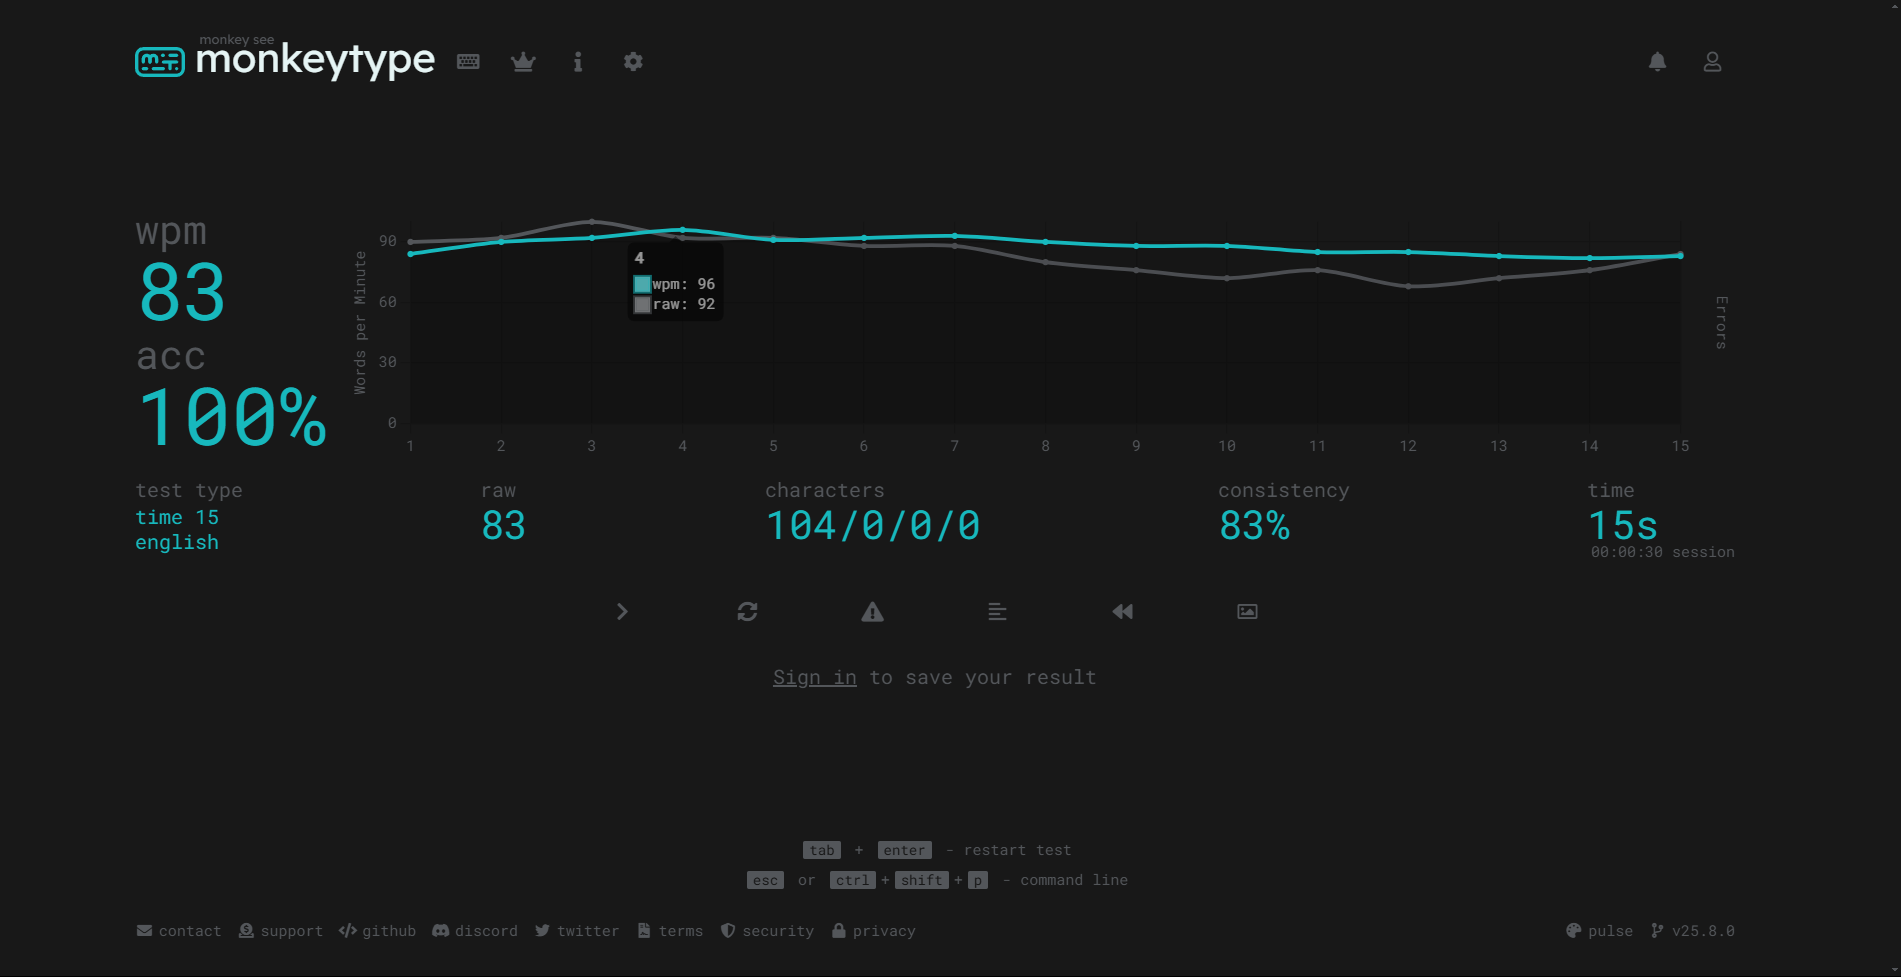 monkey see
monkeytype
wpm
83
acc
100%
Words per Minute
90
60
30
0
4
wpm: 96
raw: 92
1 2 3 4 5 6 7 8 9 10 11 12 13 14 15
Errors
test type
time 15
english
raw
83
characters
104/0/0/0
consistency
83%
time
15s
00:00:30 session
Sign in to save your result
tab + enter - restart test
esc or ctrl + shift + p - command line
contact support github discord twitter terms security privacy pulse v25.8.0